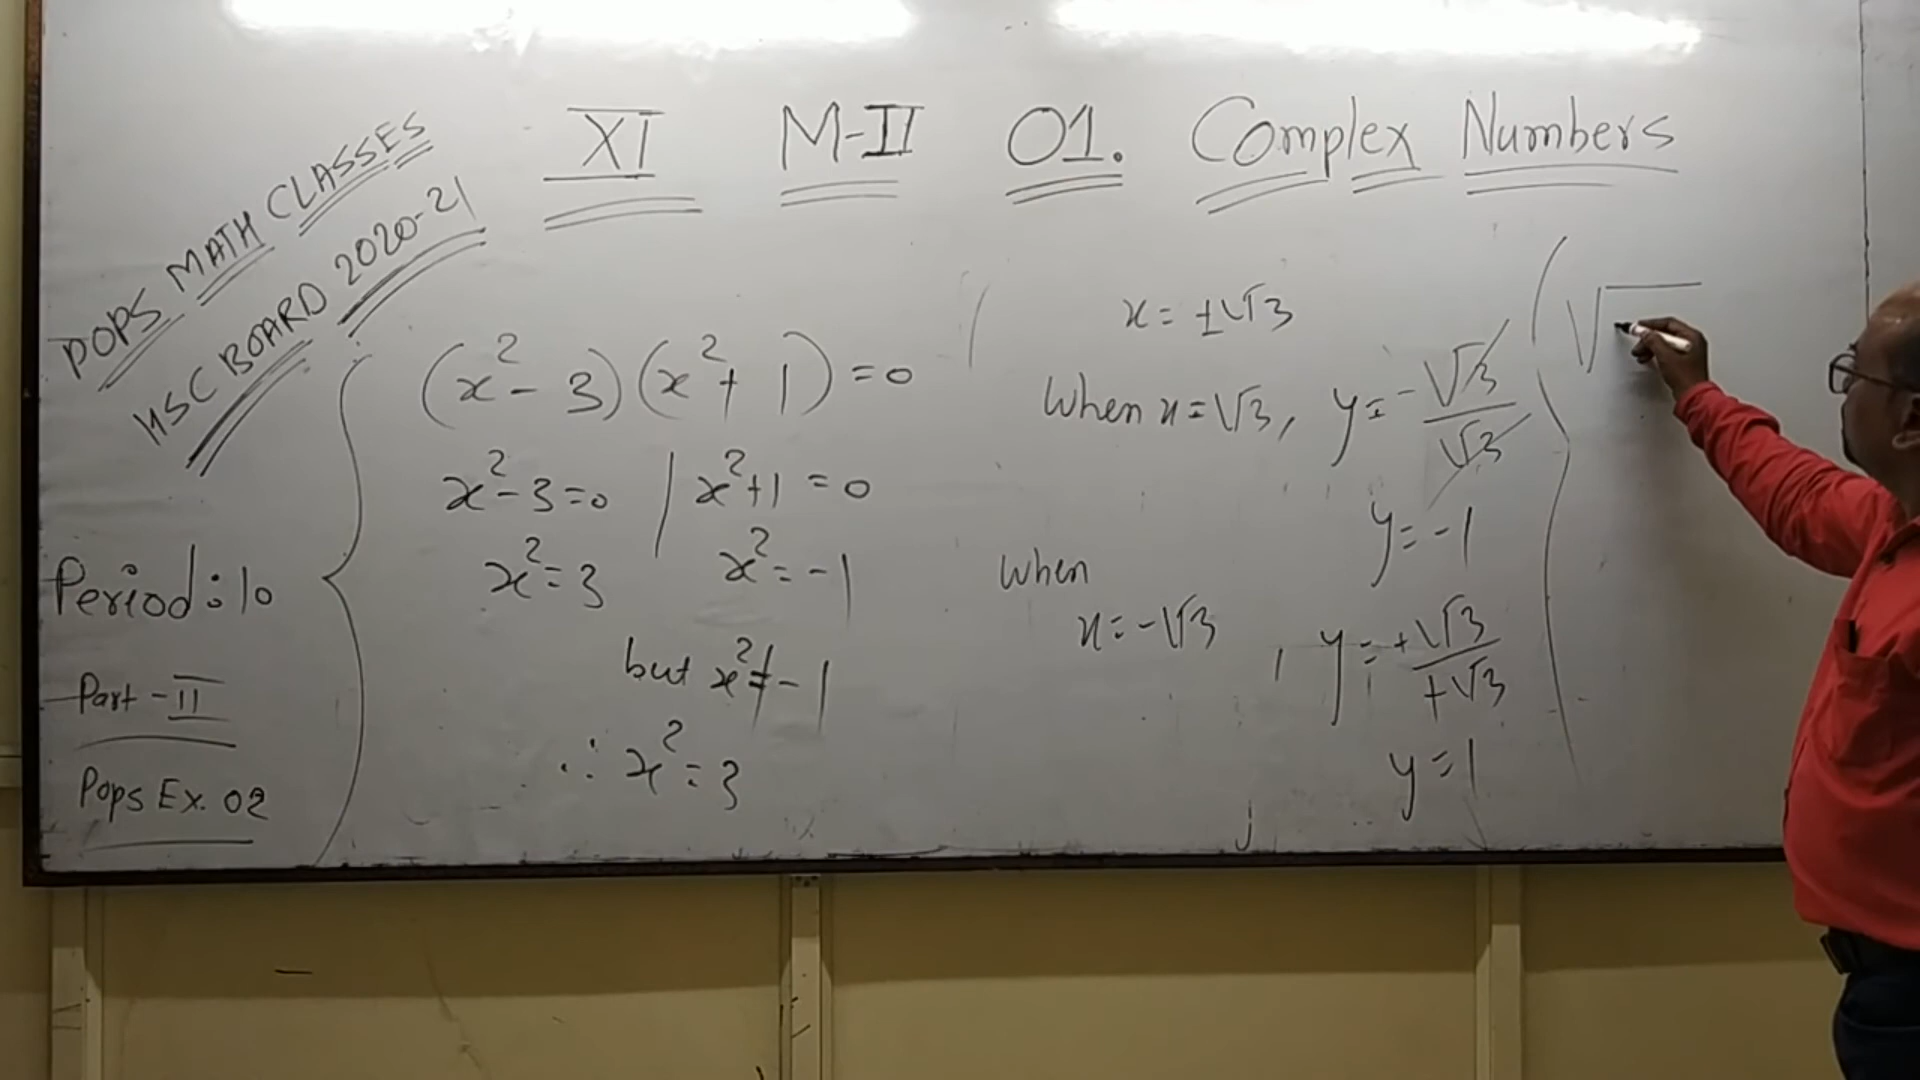 XI M-II 01. Complex Numbers
POPS MATH CLASSES
HSC BOARD 2020-21
Period: 10
Part - II
Pops Ex. 02
(x² - 3)(x² + 1) = 0
x² - 3 = 0 | x² + 1 = 0
x² = 3 x² = -1
but x² ≠ -1
∴ x² = 3
x = ±√3
When x = √3, y = -√3/√3
y = -1
When
x = -√3 , y = +√3/+√3
y = 1
√